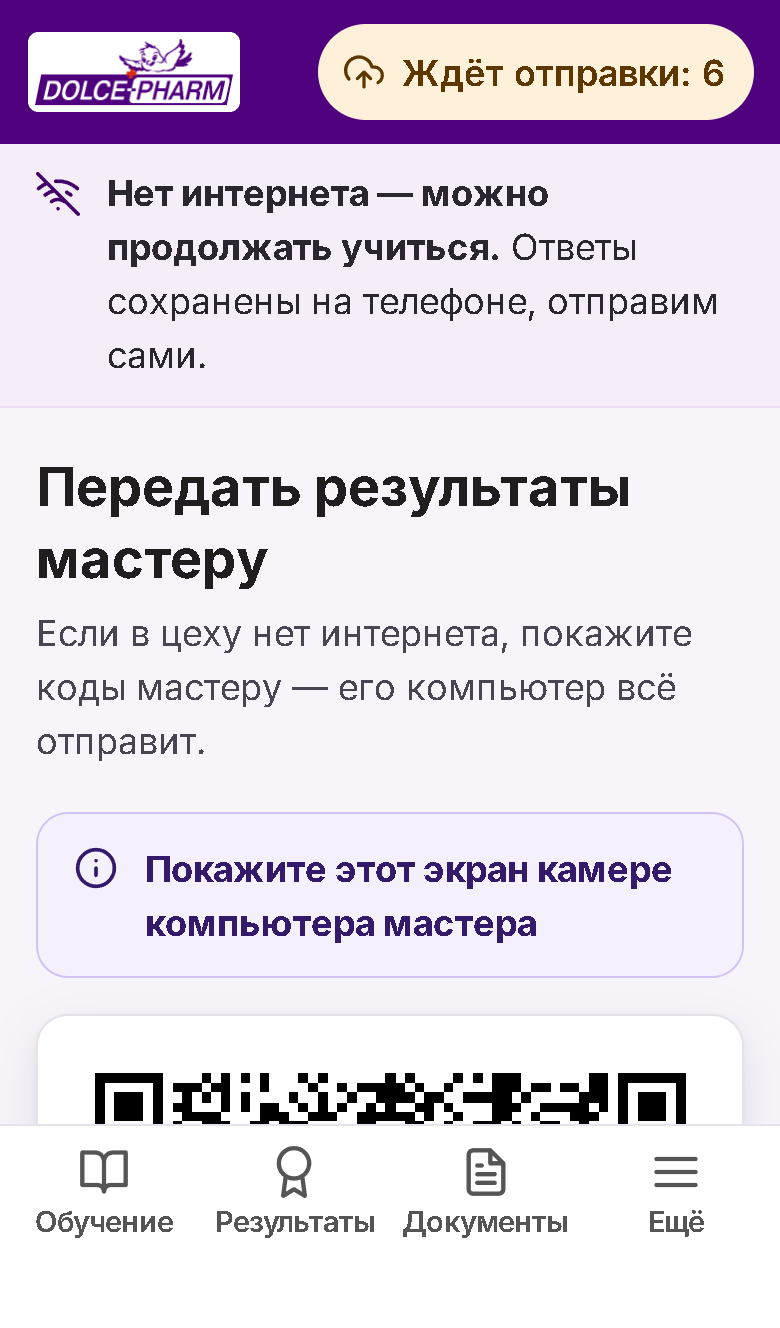 DOLCE-PHARM
Ждёт отправки: 6
Нет интернета — можно
продолжать учиться. Ответы
сохранены на телефоне, отправим
сами.
Передать результаты
мастеру
Если в цеху нет интернета, покажите
коды мастеру — его компьютер всё
отправит.
Покажите этот экран камере
компьютера мастера
Обучение
Результаты
Документы
Ещё